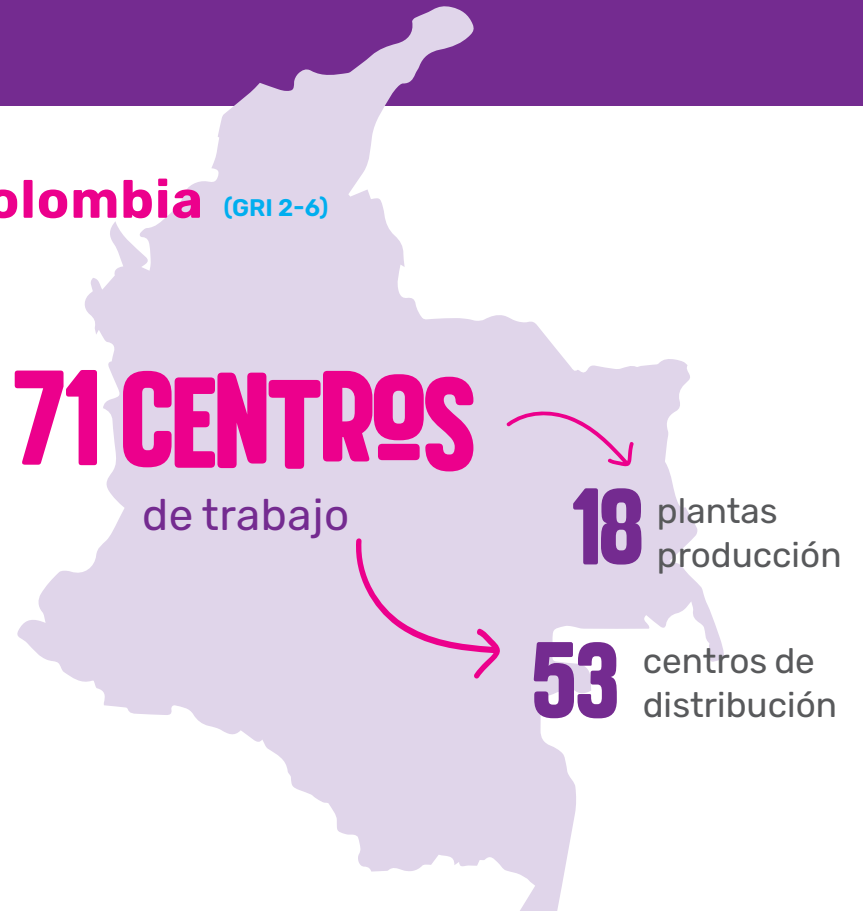 olombia (GRI 2-6)
71 CENTROS
de trabajo
18 plantas
producción
53 centros de
distribución